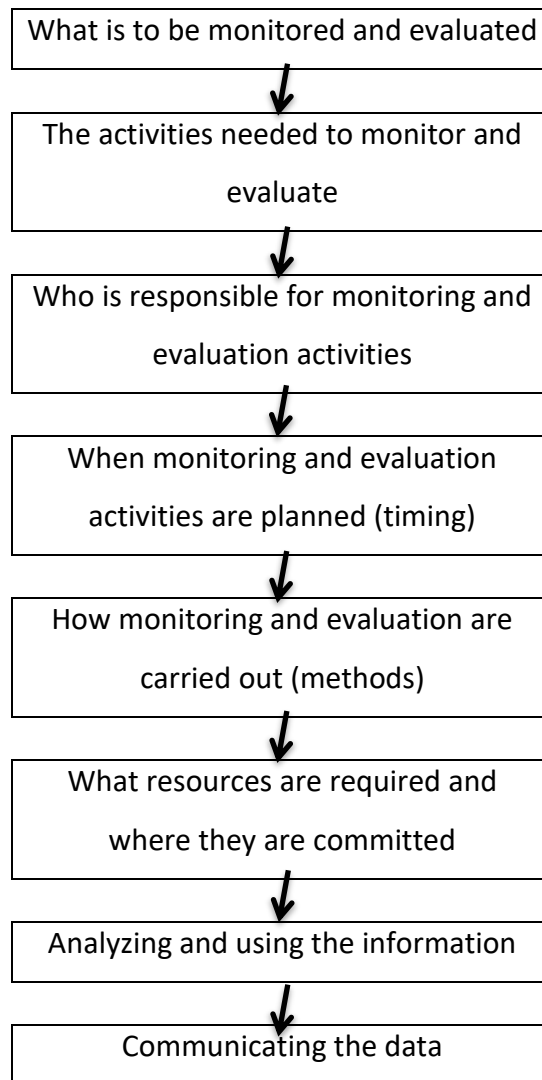 What is to be monitored and evaluated
The activities needed to monitor and
evaluate
Who is responsible for monitoring and
evaluation activities
When monitoring and evaluation
activities are planned (timing)
How monitoring and evaluation are
carried out (methods)
What resources are required and
where they are committed
Analyzing and using the information
Communicating the data